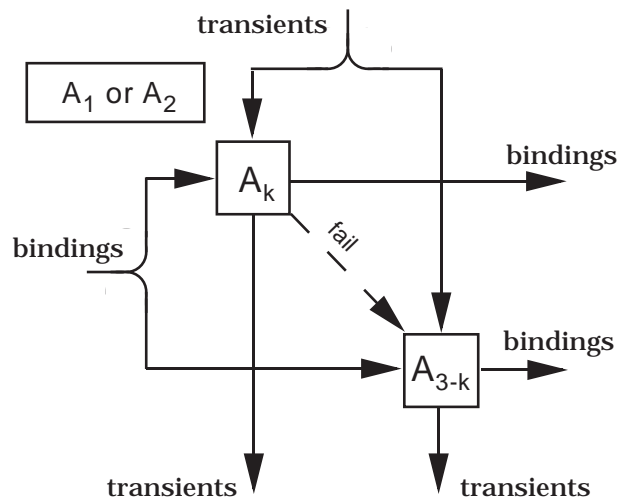 transients
A₁ or A₂
bindings
Aₖ
fail
bindings
bindings
A₃₋ₖ
transients
transients